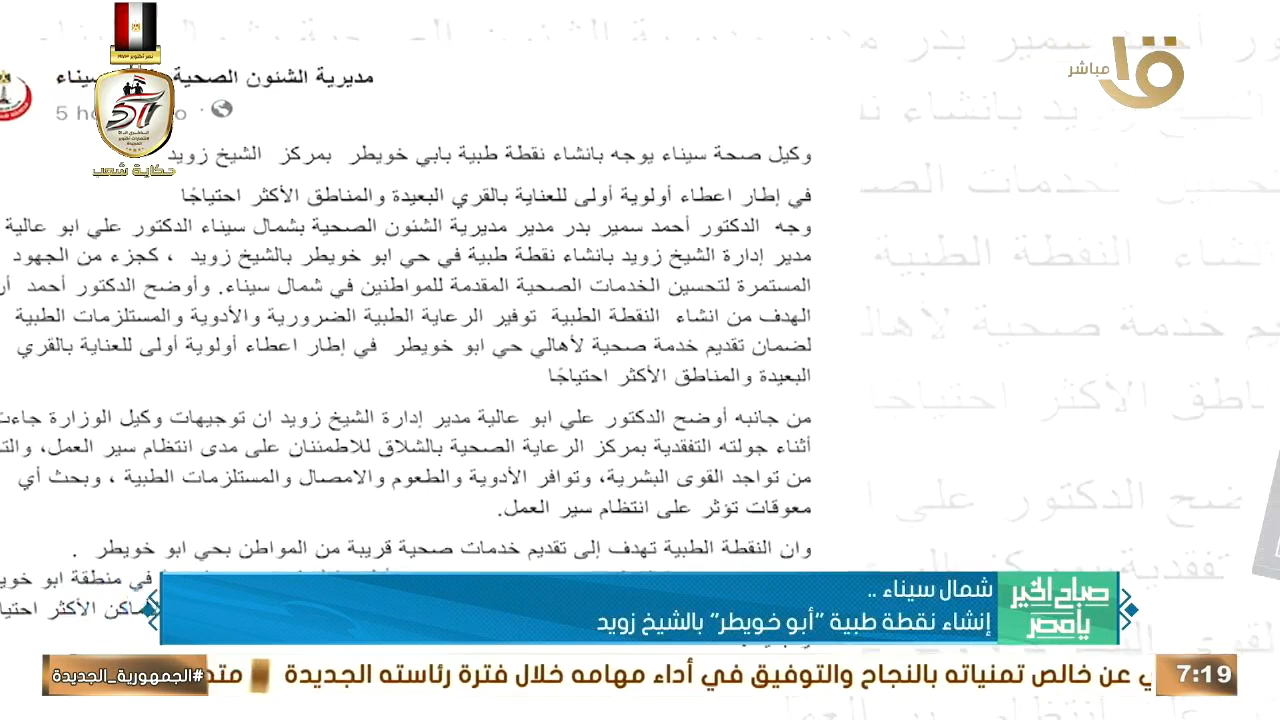 نصر أكتوبر ١٩٧٣
حكاية شعب
مباشر
مديرية الشئون الصحية سيناء
وكيل صحة سيناء يوجه بانشاء نقطة طبية بابي خويطر بمركز الشيخ زويد
في إطار اعطاء أولوية أولى للعناية بالقري البعيدة والمناطق الأكثر احتياجًا
وجه الدكتور أحمد سمير بدر مدير مديرية الشئون الصحية بشمال سيناء الدكتور علي ابو عالية
مدير إدارة الشيخ زويد بانشاء نقطة طبية في حي ابو خويطر بالشيخ زويد ، كجزء من الجهود
المستمرة لتحسين الخدمات الصحية المقدمة للمواطنين في شمال سيناء. وأوضح الدكتور أحمد أن
الهدف من انشاء النقطة الطبية توفير الرعاية الطبية الضرورية والأدوية والمستلزمات الطبية
لضمان تقديم خدمة صحية لأهالي حي ابو خويطر في إطار اعطاء أولوية أولى للعناية بالقري
البعيدة والمناطق الأكثر احتياجًا
من جانبه أوضح الدكتور علي ابو عالية مدير إدارة الشيخ زويد ان توجيهات وكيل الوزارة جاءت
أثناء جولته التفقدية بمركز الرعاية الصحية بالشلاق للاطمئنان على مدى انتظام سير العمل،
من تواجد القوى البشرية، وتوافر الأدوية والطعوم والامصال والمستلزمات الطبية ، وبحث أي
معوقات تؤثر على انتظام سير العمل.
وان النقطة الطبية تهدف إلى تقديم خدمات صحية قريبة من المواطن بحي ابو خويطر .
في منطقة ابو
الأكثر
صباح الخير
يا مصر
شمال سيناء ..
إنشاء نقطة طبية "أبو خويطر" بالشيخ زويد
7:19
عن خالص تمنياته بالنجاح والتوفيق في أداء مهامه خلال فترة رئاسته الجديدة
#الجمهورية_الجديدة